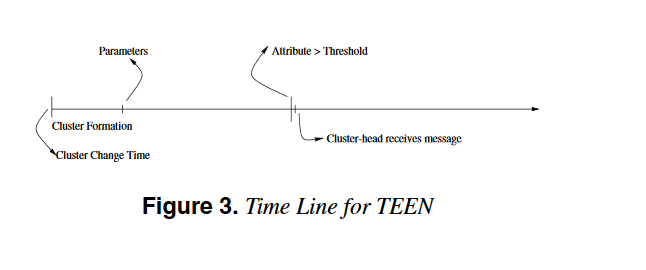 Parameters
Attribute > Threshold
Cluster Formation
Cluster-head receives message
Cluster Change Time
Figure 3. Time Line for TEEN